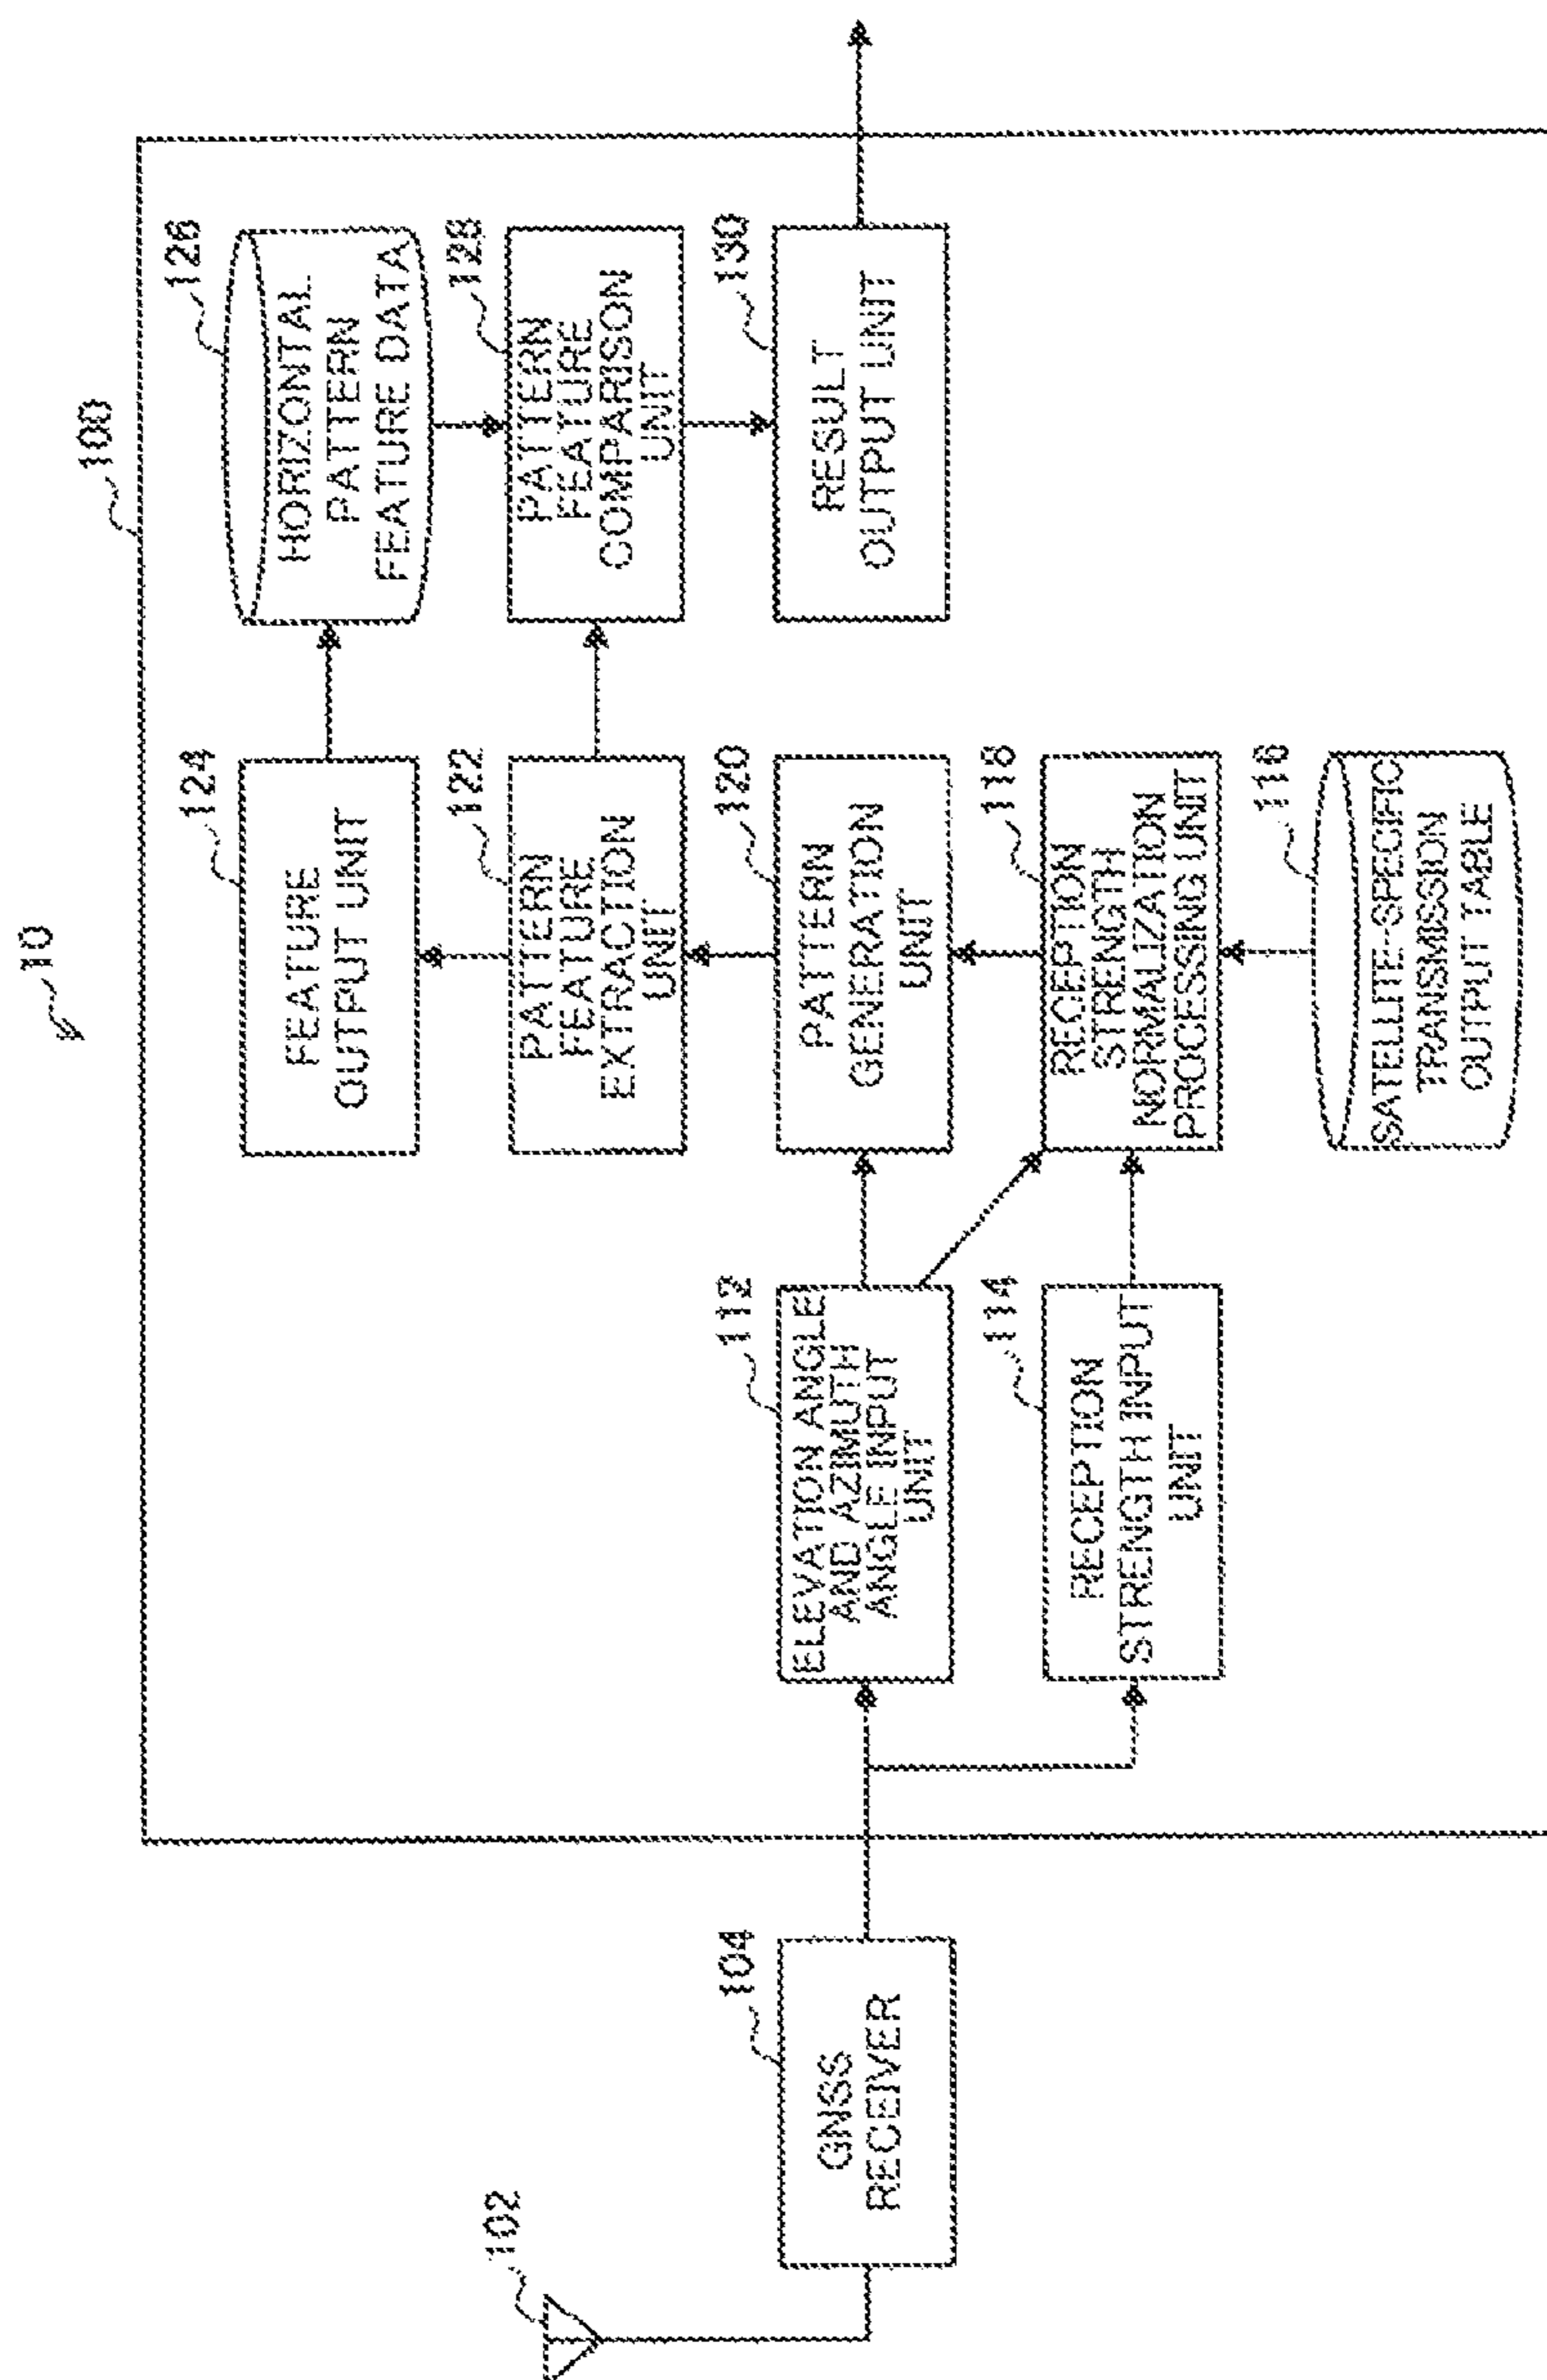 10
100
102
104
GNSS
RECEIVER
112
ELEVATION ANGLE
AND AZIMUTH
ANGLE INPUT
UNIT
114
RECEPTION
STRENGTH INPUT
UNIT
124
FEATURE
OUTPUT UNIT
122
PATTERN
FEATURE
EXTRACTION
UNIT
120
PATTERN
GENERATION
UNIT
118
RECEPTION
STRENGTH
NORMALIZATION
PROCESSING UNIT
116
SATELLITE-SPECIFIC
TRANSMISSION
OUTPUT TABLE
126
HORIZONTAL
PATTERN
FEATURE DATA
128
PATTERN
FEATURE
COMPARISON
UNIT
130
RESULT
OUTPUT UNIT